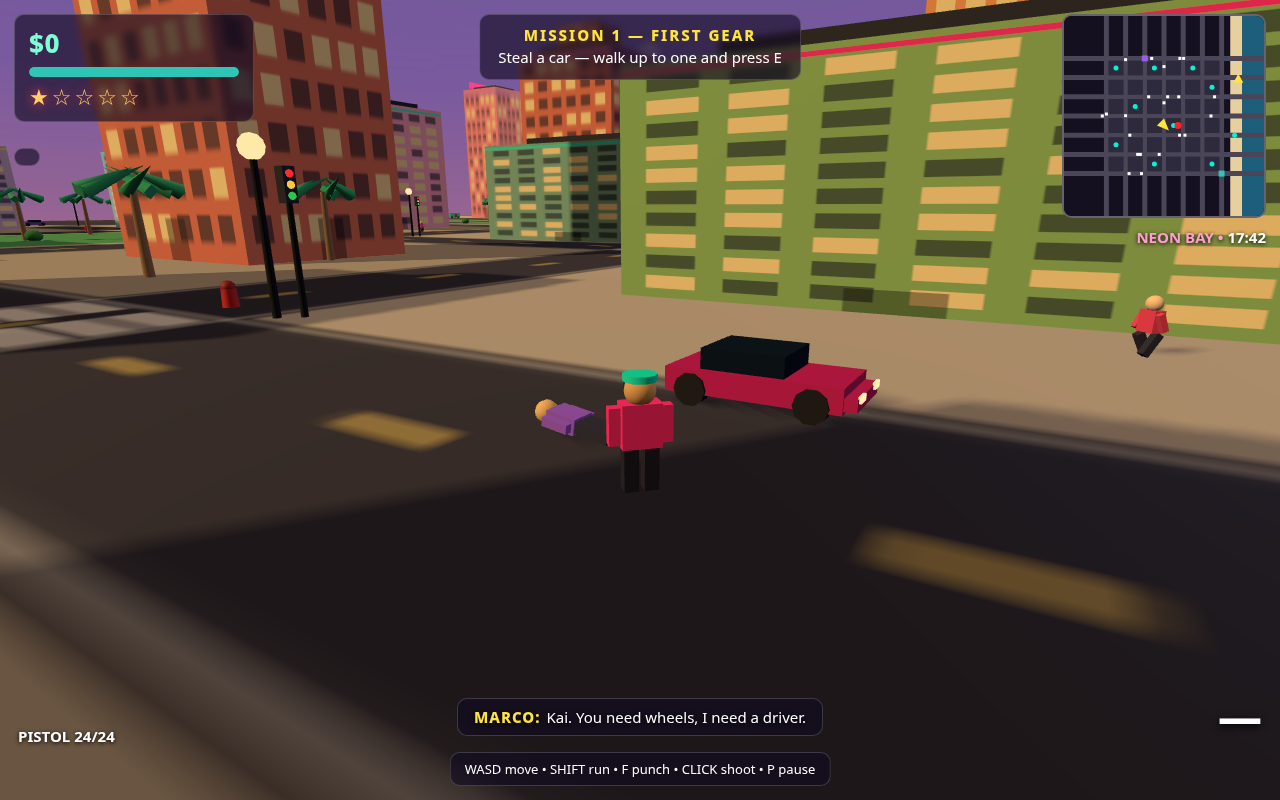 $0
★☆☆☆☆
MISSION 1 — FIRST GEAR
Steal a car — walk up to one and press E
NEON BAY • 17:42
MARCO: Kai. You need wheels, I need a driver.
PISTOL 24/24
—
WASD move • SHIFT run • F punch • CLICK shoot • P pause